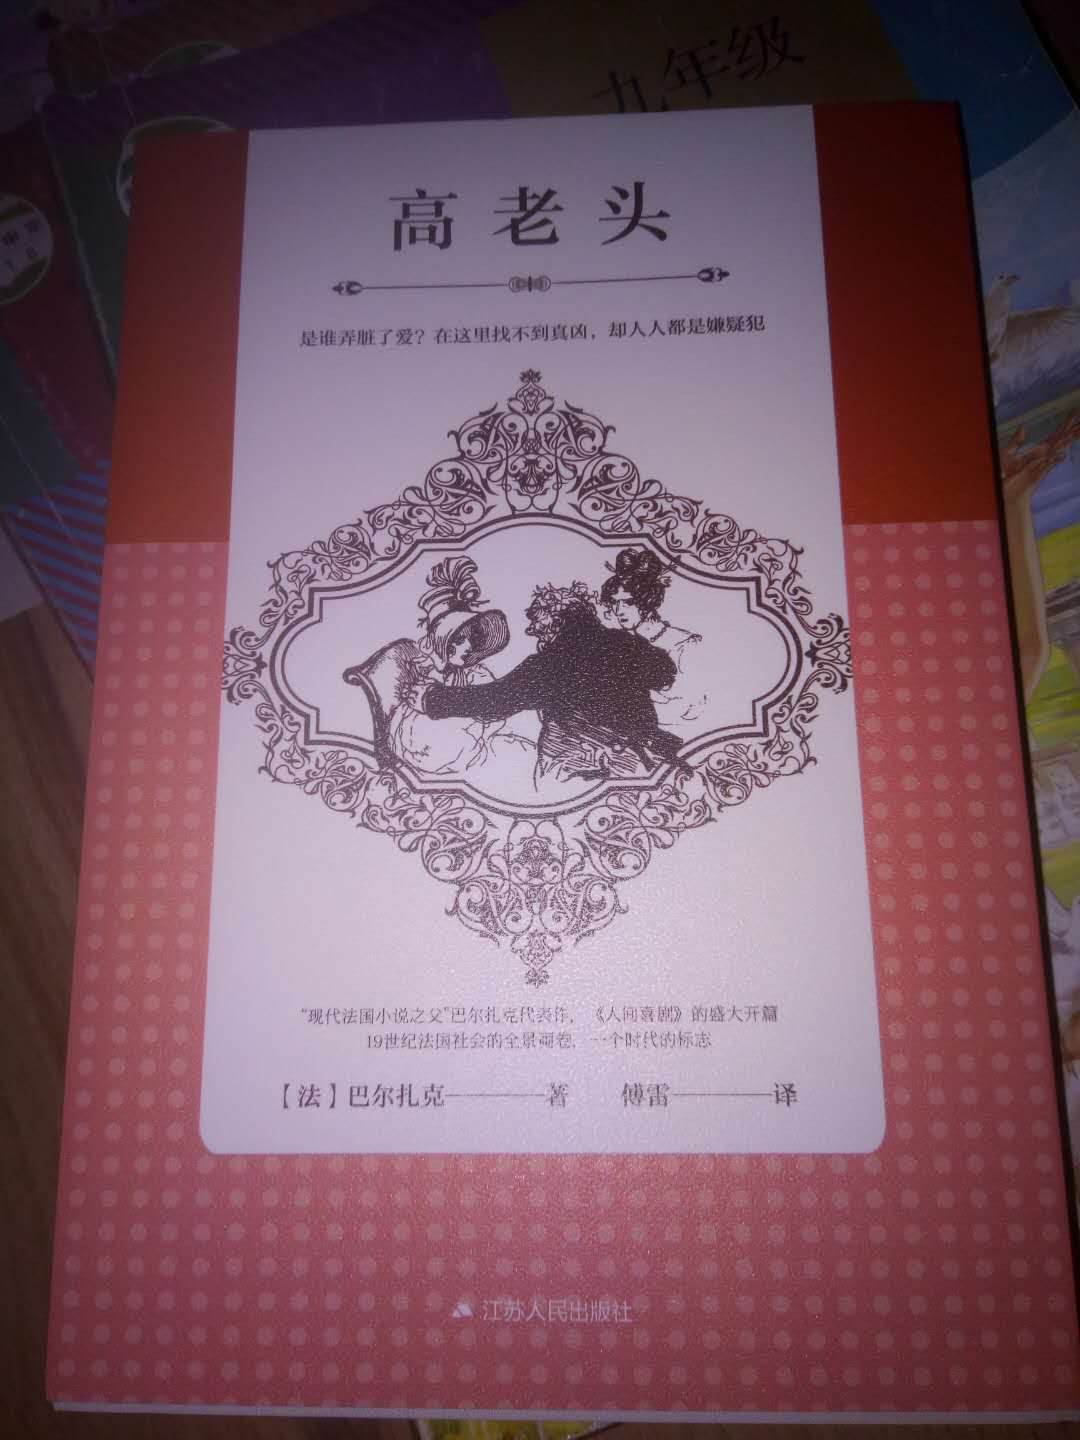 九年级
高老头
是谁弄脏了爱？在这里找不到真凶，却人人都是嫌疑犯
“现代法国小说之父”巴尔扎克代表作，《人间喜剧》的盛大开篇
19世纪法国社会的全景画卷，一个时代的标志
【法】巴尔扎克————著 傅雷————译
江苏人民出版社